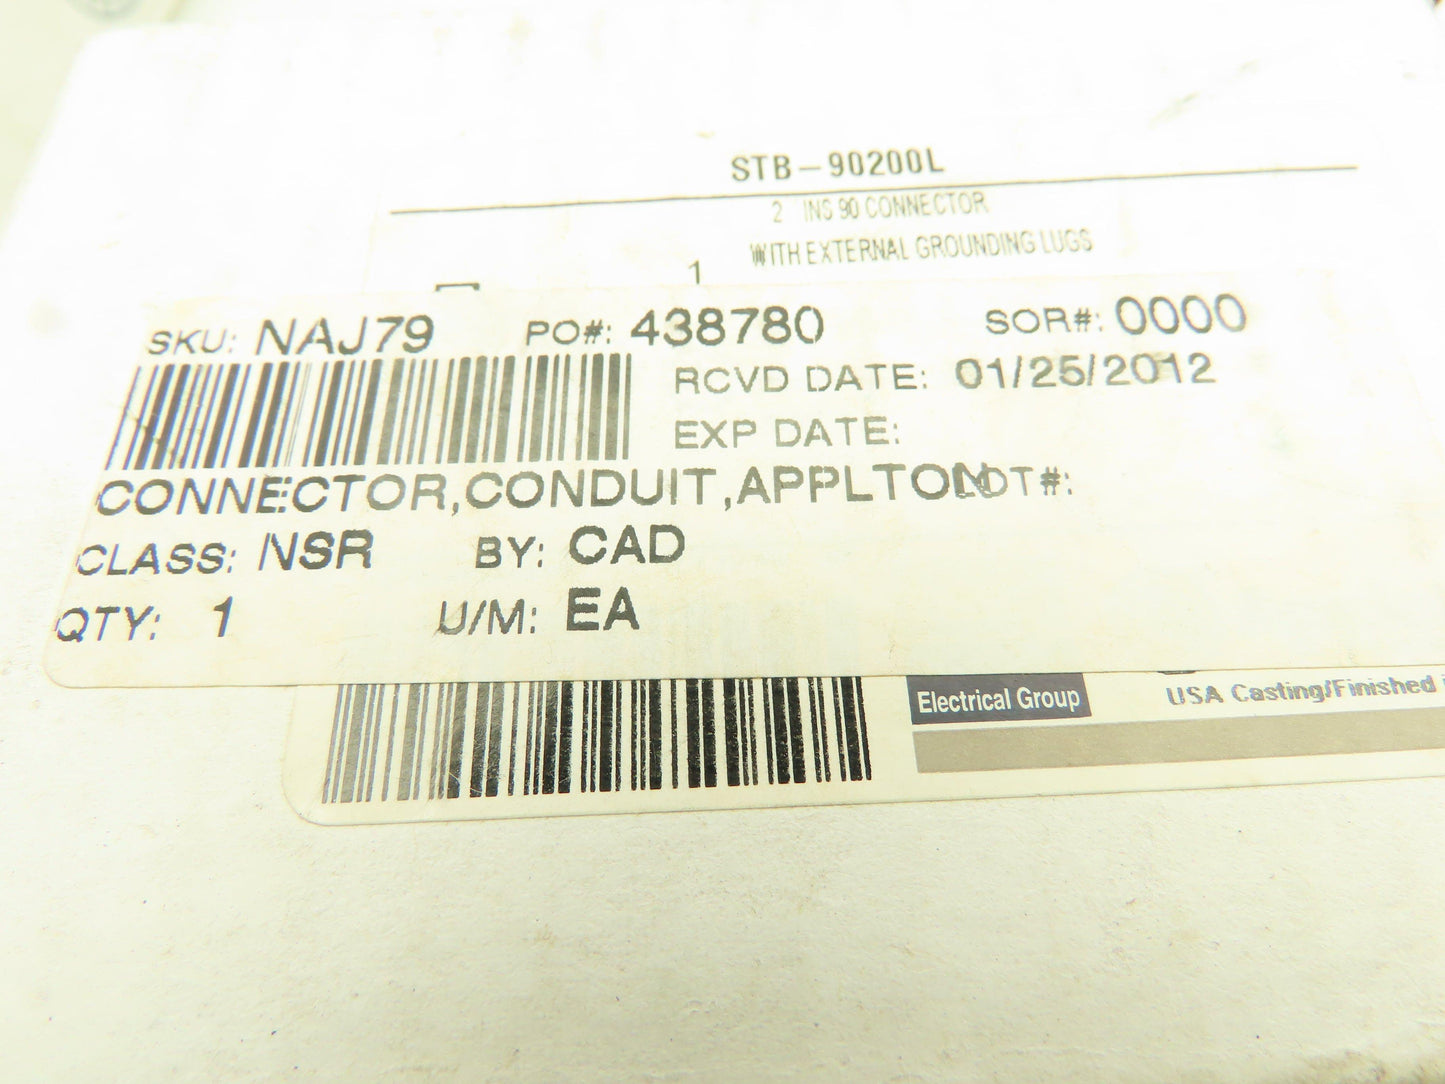 STB-90200L
2 INS 90 CONNECTOR
WITH EXTERNAL GROUNDING LUGS
1
SKU: NAJ79 PO#: 438780 SOR#: 0000
RCVD DATE: 01/25/2012
EXP DATE:
CONNECTOR,CONDUIT,APPLTON LOT#:
CLASS: NSR BY: CAD
QTY: 1 U/M: EA
Electrical Group USA Casting/Finished